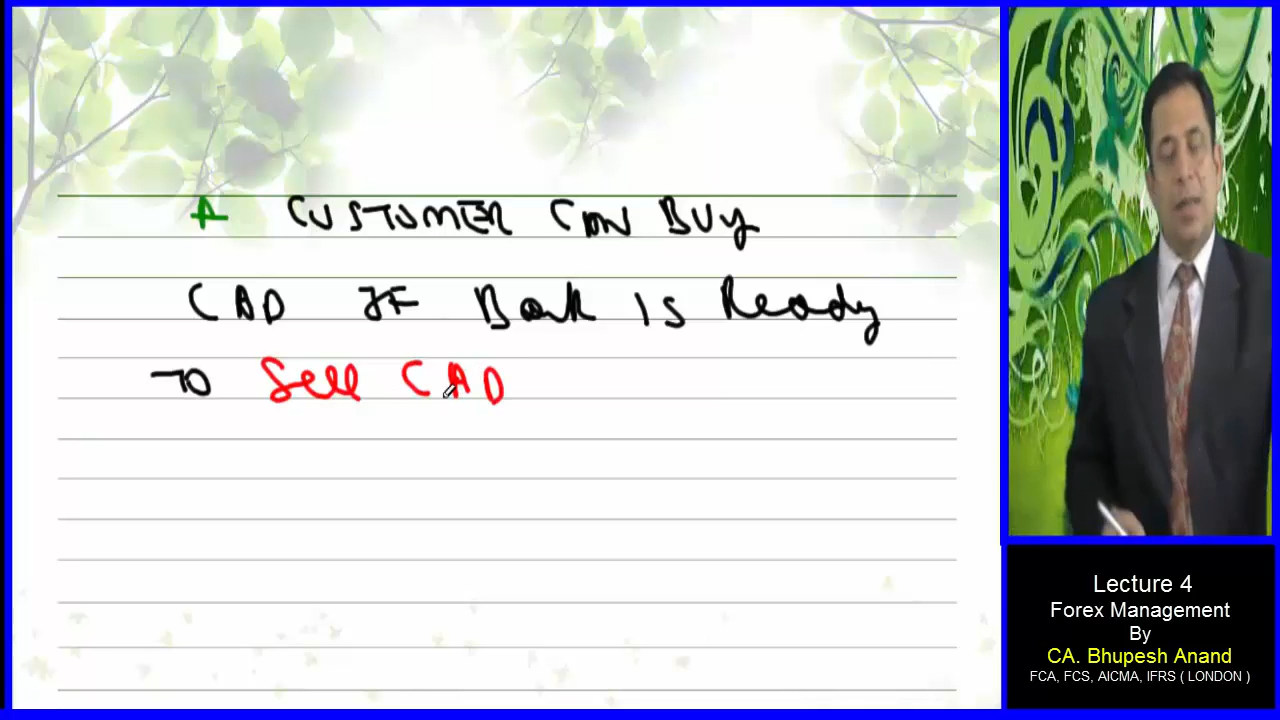 A CUSTOMER CAN BUY
CAD IF Bank is Ready
TO Sell CAD
Lecture 4
Forex Management
By
CA. Bhupesh Anand
FCA, FCS, AICMA, IFRS ( LONDON )